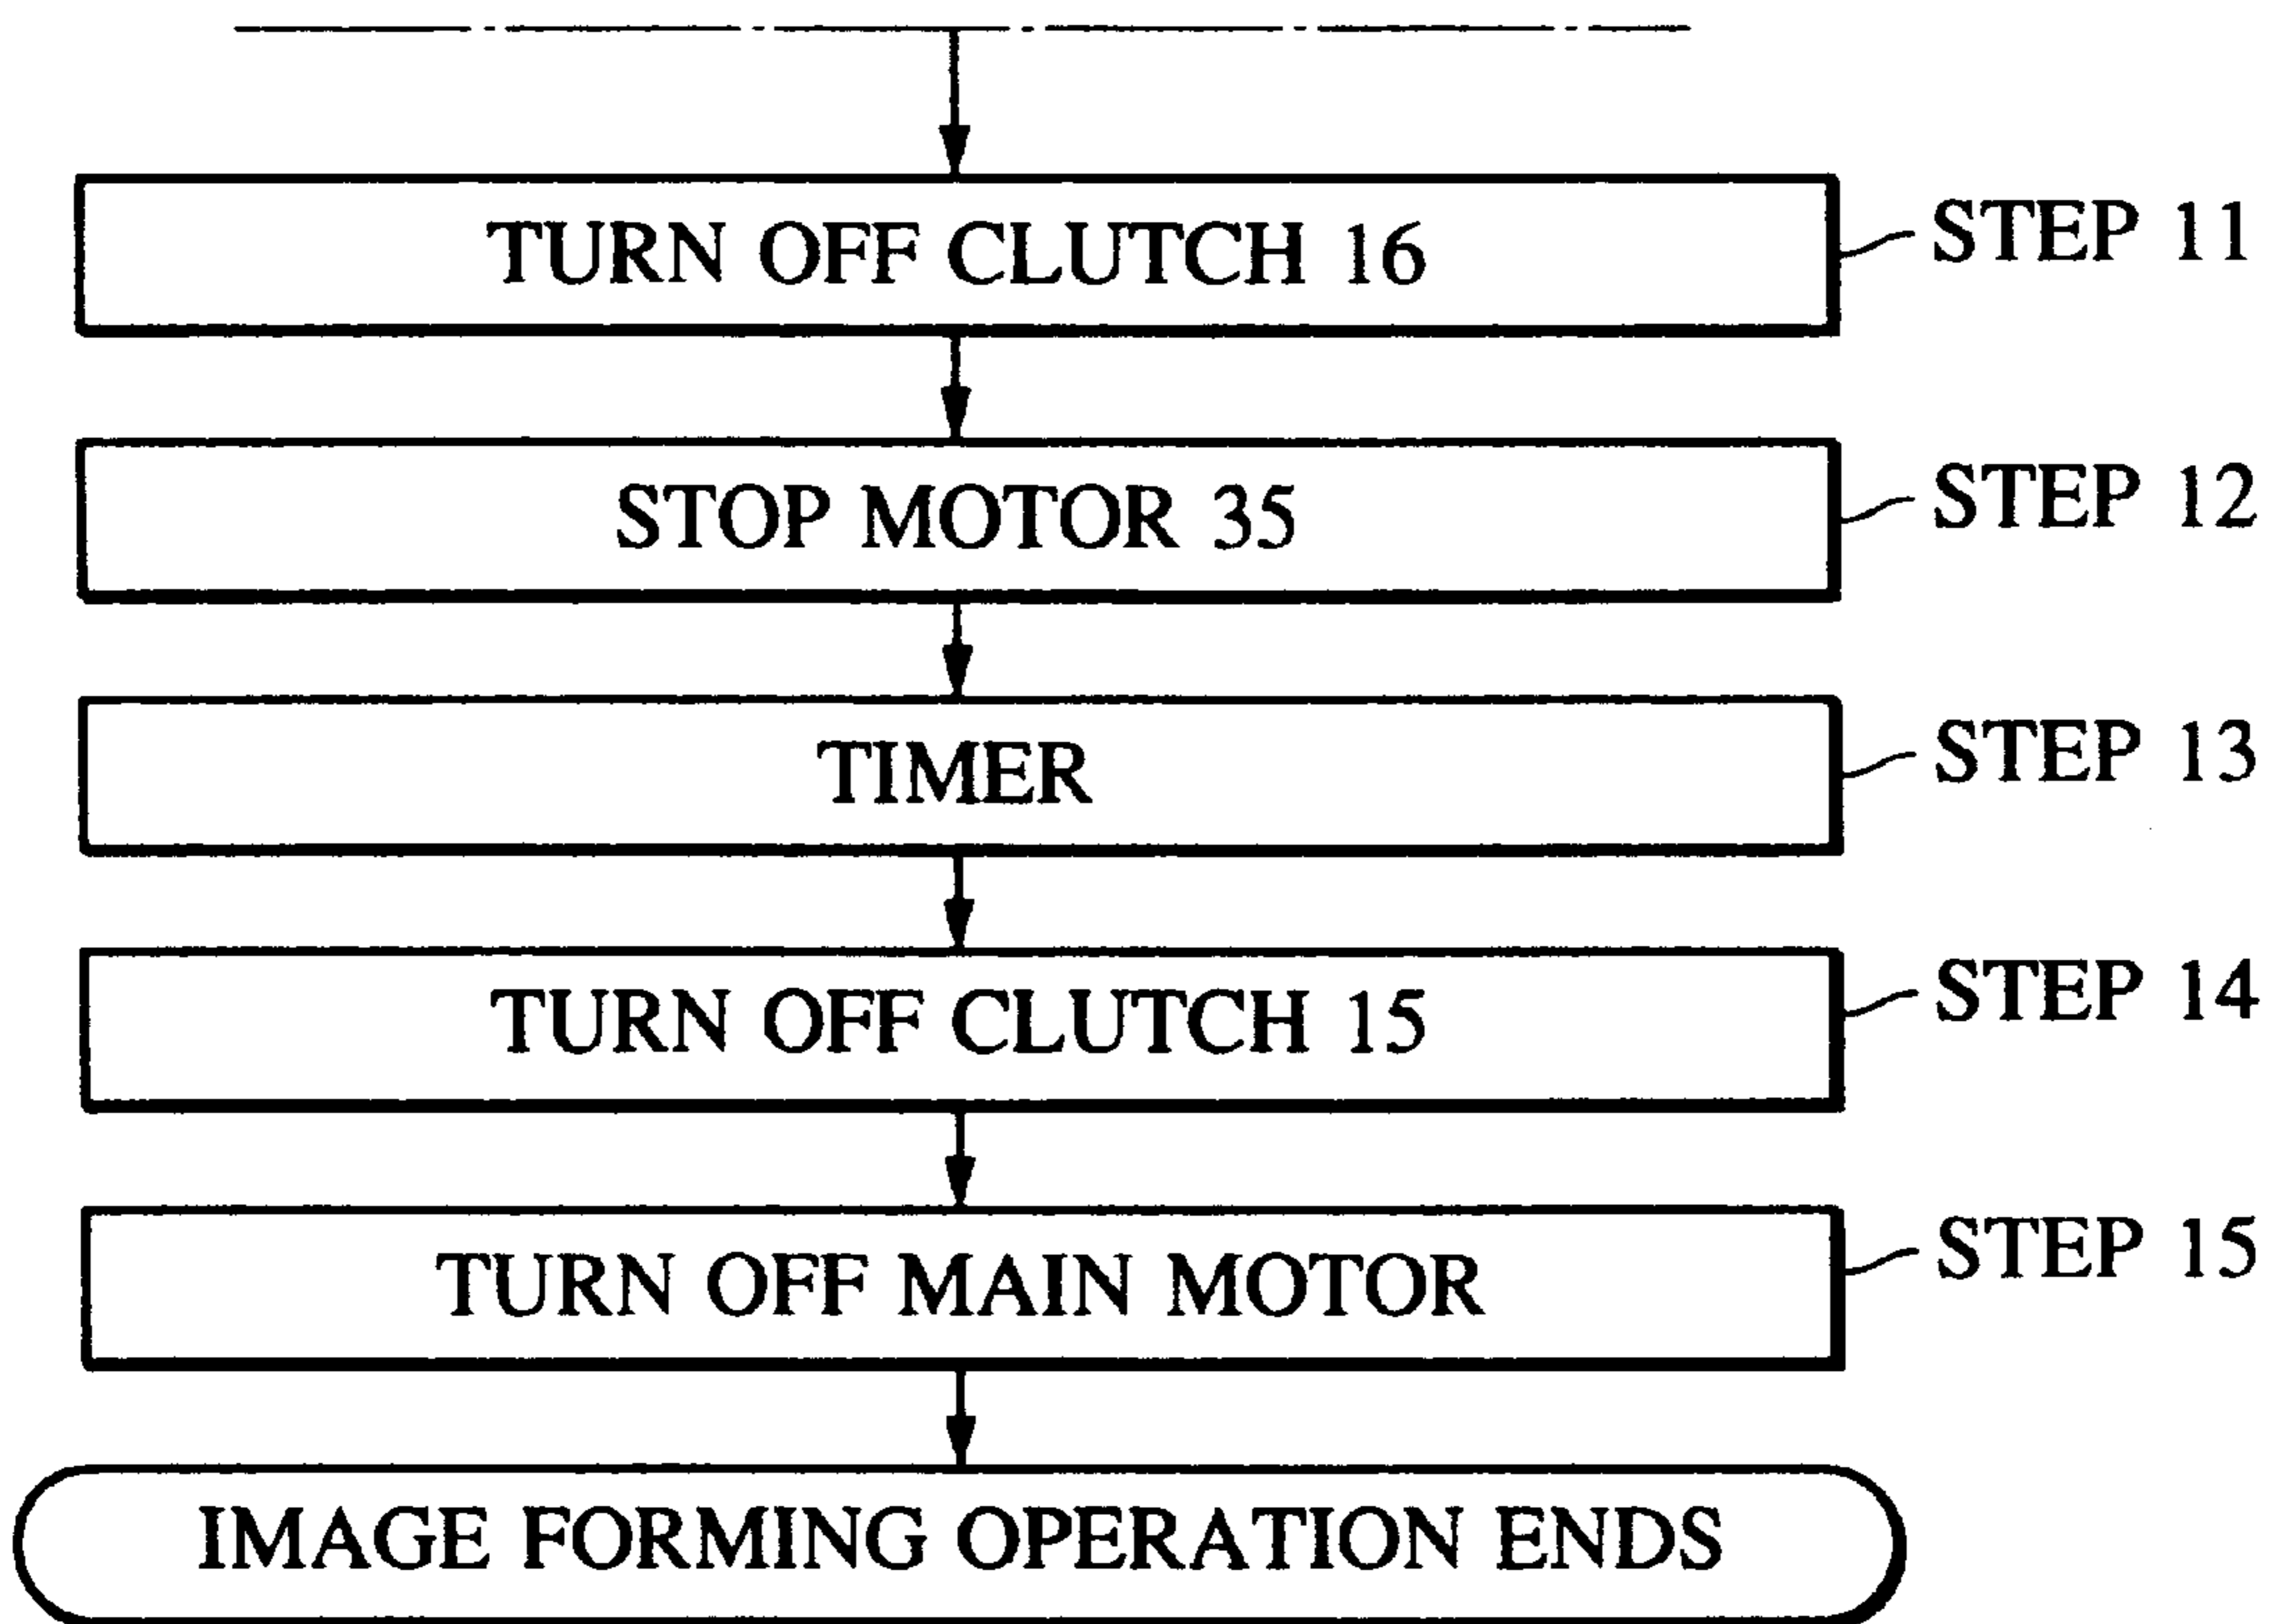 TURN OFF CLUTCH 16
STEP 11
STOP MOTOR 35
STEP 12
TIMER
STEP 13
TURN OFF CLUTCH 15
STEP 14
TURN OFF MAIN MOTOR
STEP 15
IMAGE FORMING OPERATION ENDS